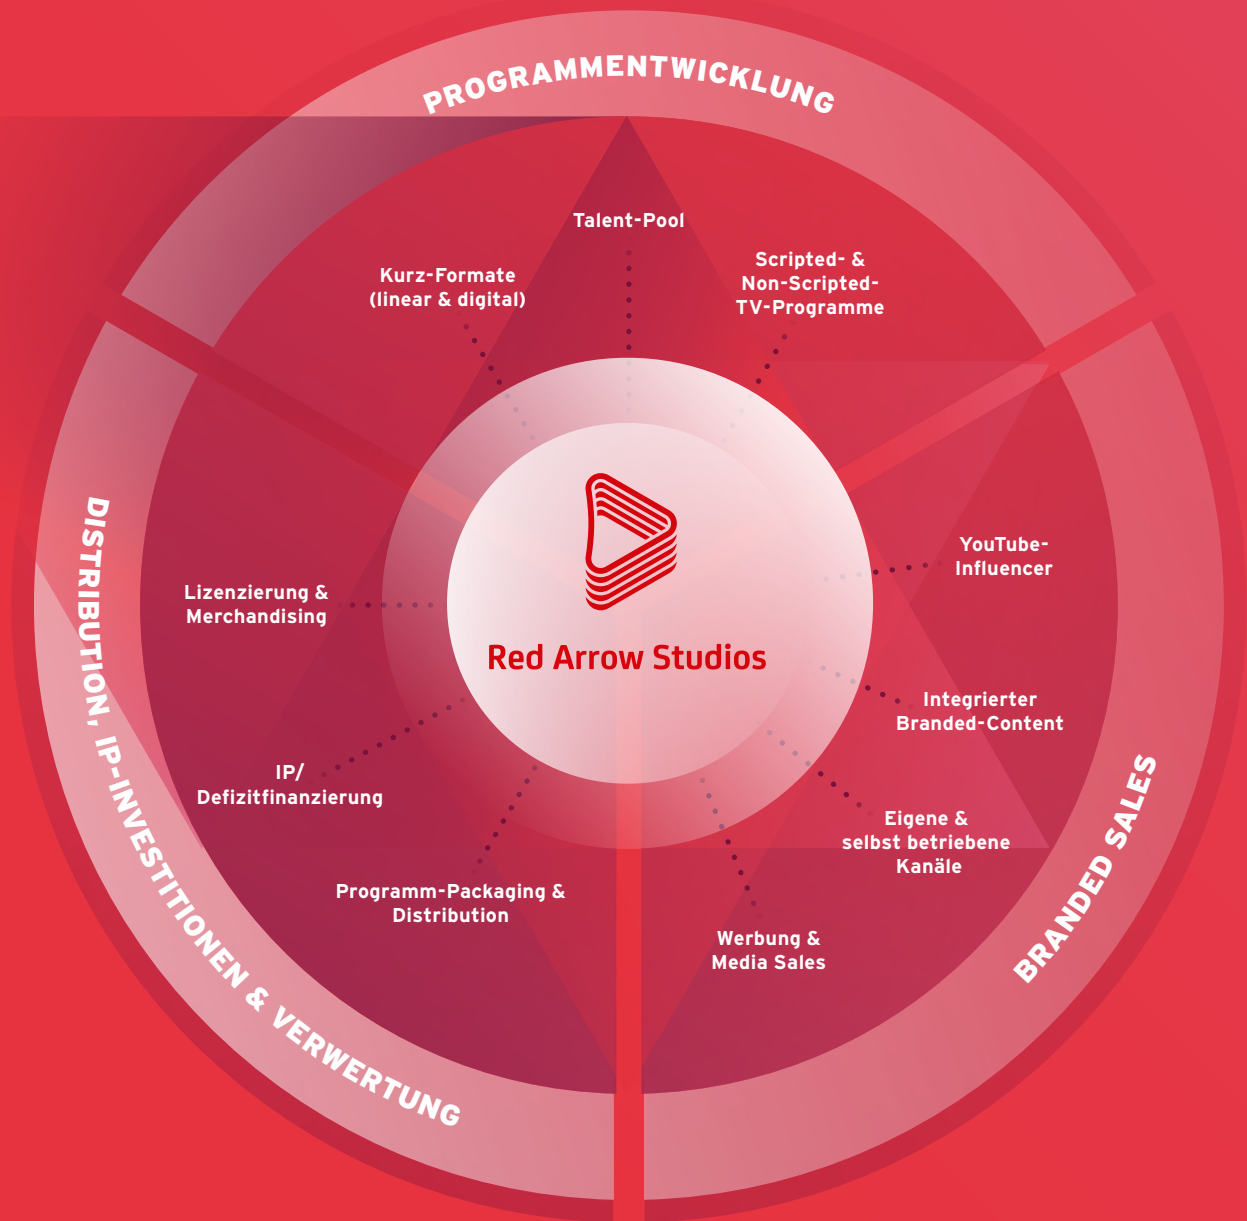 PROGRAMMENTWICKLUNG
Talent-Pool
Kurz-Formate
(linear & digital)
Scripted- &
Non-Scripted-
TV-Programme
YouTube-
Influencer
Integrierter
Branded-Content
Eigene &
selbst betriebene
Kanäle
Werbung &
Media Sales
BRANDED SALES
Lizenzierung &
Merchandising
IP/
Defizitfinanzierung
Programm-Packaging &
Distribution
DISTRIBUTION, IP-INVESTITIONEN & VERWERTUNG
Red Arrow Studios